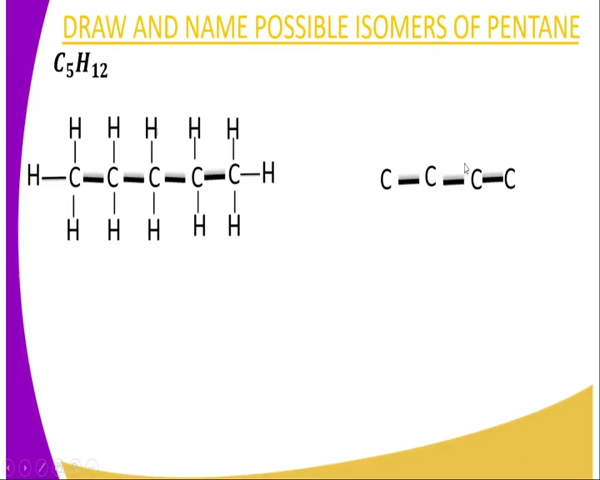 DRAW AND NAME POSSIBLE ISOMERS OF PENTANE
C₅H₁₂
H H H H H
H—C—C—C—C—C—H C—C—C—C
H H H H H